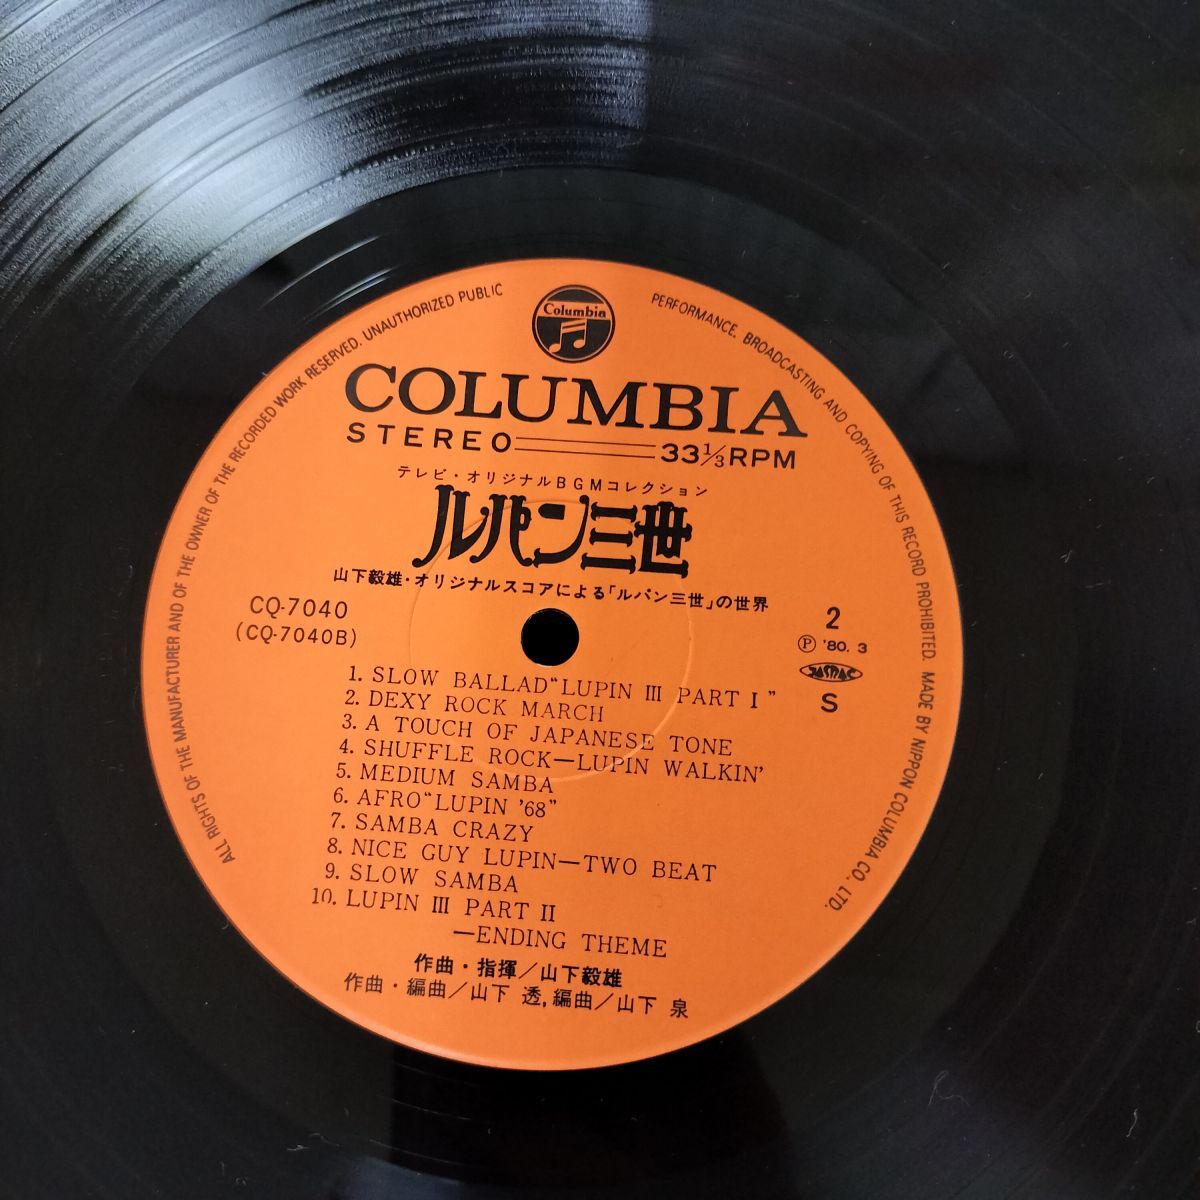 ALL RIGHTS OF THE MANUFACTURER AND OF THE OWNER OF THE RECORDED WORK RESERVED. UNAUTHORIZED PUBLIC PERFORMANCE, BROADCASTING AND COPYING OF THIS RECORD PROHIBITED. MADE BY NIPPON COLUMBIA CO., LTD.
Columbia
COLUMBIA
STEREO 33⅓RPM
テレビ・オリジナルBGMコレクション
ルパン三世
山下毅雄・オリジナルスコアによる「ルパン三世」の世界
CQ-7040 2
(CQ-7040B) Ⓟ '80. 3
JASRAC
S
1. SLOW BALLAD"LUPIN III PART I"
2. DEXY ROCK MARCH
3. A TOUCH OF JAPANESE TONE
4. SHUFFLE ROCK—LUPIN WALKIN'
5. MEDIUM SAMBA
6. AFRO"LUPIN '68"
7. SAMBA CRAZY
8. NICE GUY LUPIN—TWO BEAT
9. SLOW SAMBA
10. LUPIN III PART II
—ENDING THEME
作曲・指揮／山下毅雄
作曲・編曲／山下 透,編曲／山下 泉